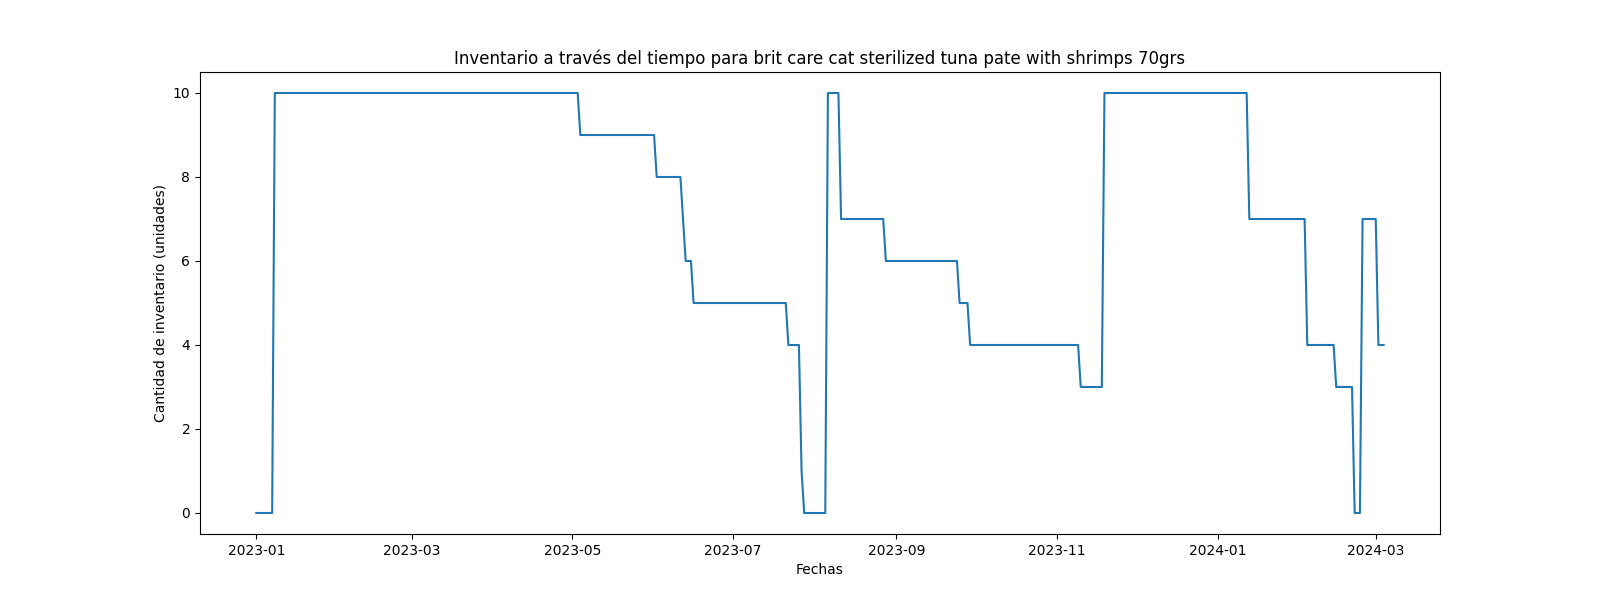 Inventario a través del tiempo para brit care cat sterilized tuna pate with shrimps 70grs
Cantidad de inventario (unidades)
10
8
6
4
2
0
2023-01 2023-03 2023-05 2023-07 2023-09 2023-11 2024-01 2024-03
Fechas